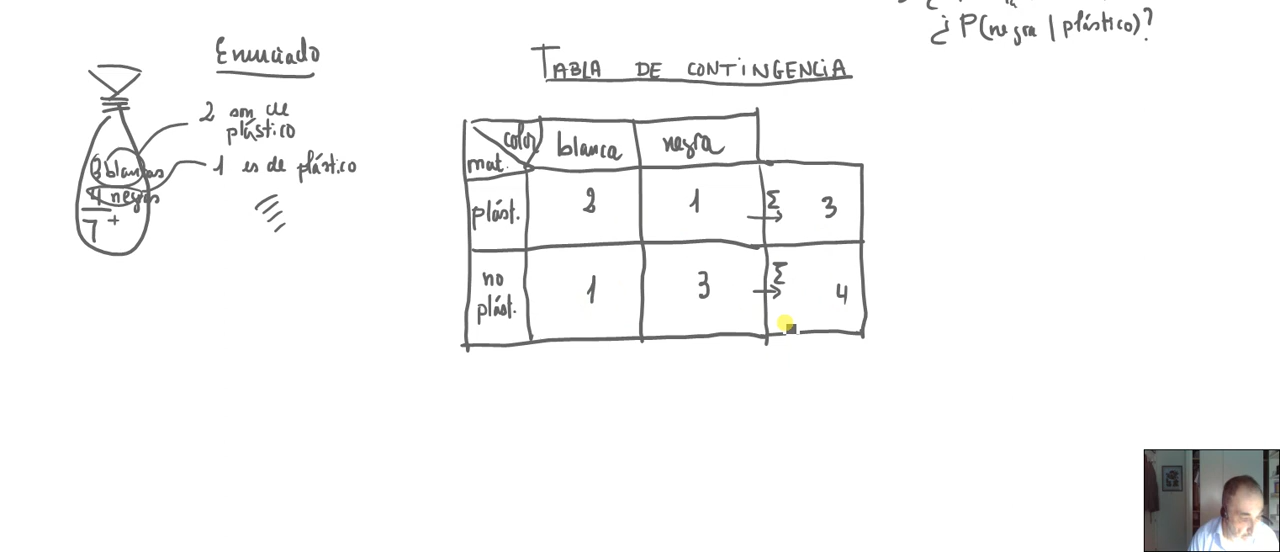 ¿P(negra | plástico)?
Enunciado
2 son de
plástico
1 es de plástico
3 blancas
4 negras
7 +
TABLA DE CONTINGENCIA
color blanca negra
mat.
plást. 2 1 Σ → 3
no
plást. 1 3 Σ → 4